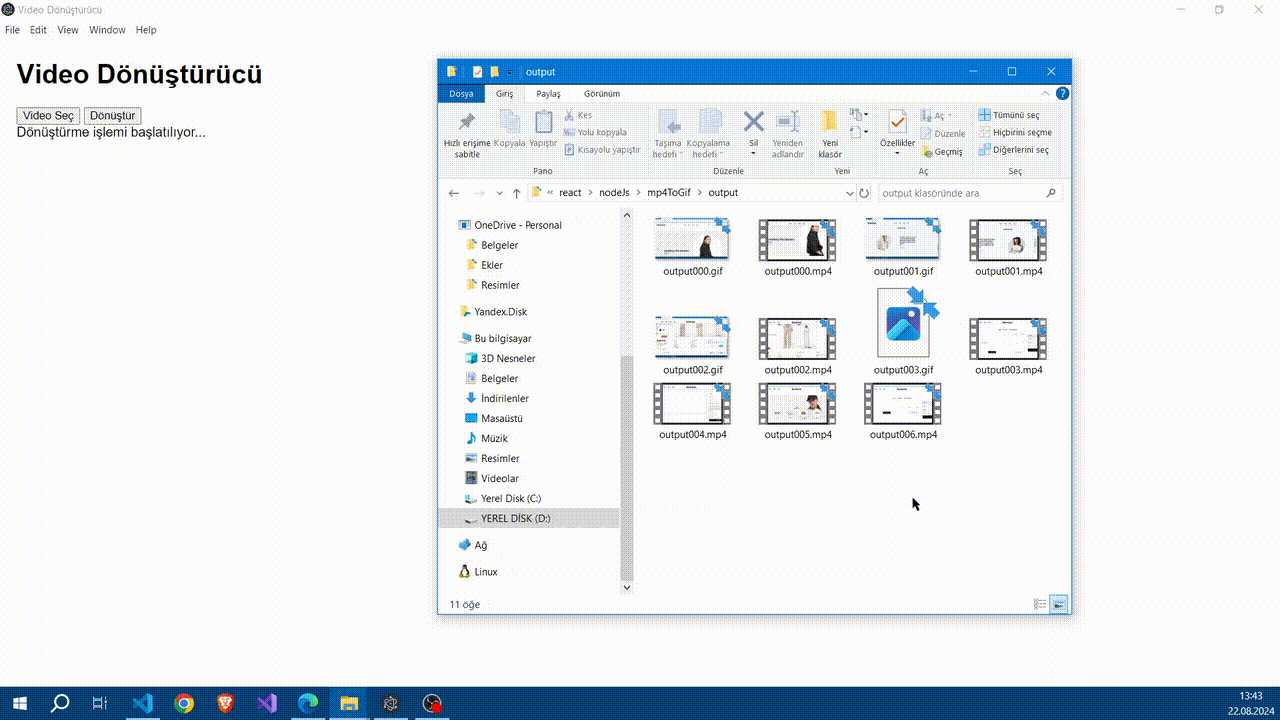 Video Dönüştürücü
File Edit View Window Help
Video Dönüştürücü
Video Seç Dönüştür
Dönüştürme işlemi başlatılıyor...
output
Dosya Giriş Paylaş Görünüm
Hızlı erişime sabitle
Kopyala
Yapıştır
Kes
Yolu kopyala
Kısayolu yapıştır
Taşıma hedefi
Kopyalama hedefi
Sil
Yeniden adlandır
Yeni klasör
Özellikler
Aç
Düzenle
Geçmiş
Tümünü seç
Hiçbirini seçme
Diğerlerini seç
Pano Düzenle Yeni Aç Seç
« react > nodeJs > mp4ToGif > output
output klasöründe ara
OneDrive - Personal
Belgeler
Ekler
Resimler
Yandex.Disk
Bu bilgisayar
3D Nesneler
Belgeler
İndirilenler
Masaüstü
Müzik
Resimler
Videolar
Yerel Disk (C:)
YEREL DİSK (D:)
Ağ
Linux
output000.gif output000.mp4 output001.gif output001.mp4
output002.gif output002.mp4 output003.gif output003.mp4
output004.mp4 output005.mp4 output006.mp4
11 öğe
13:43
22.08.2024